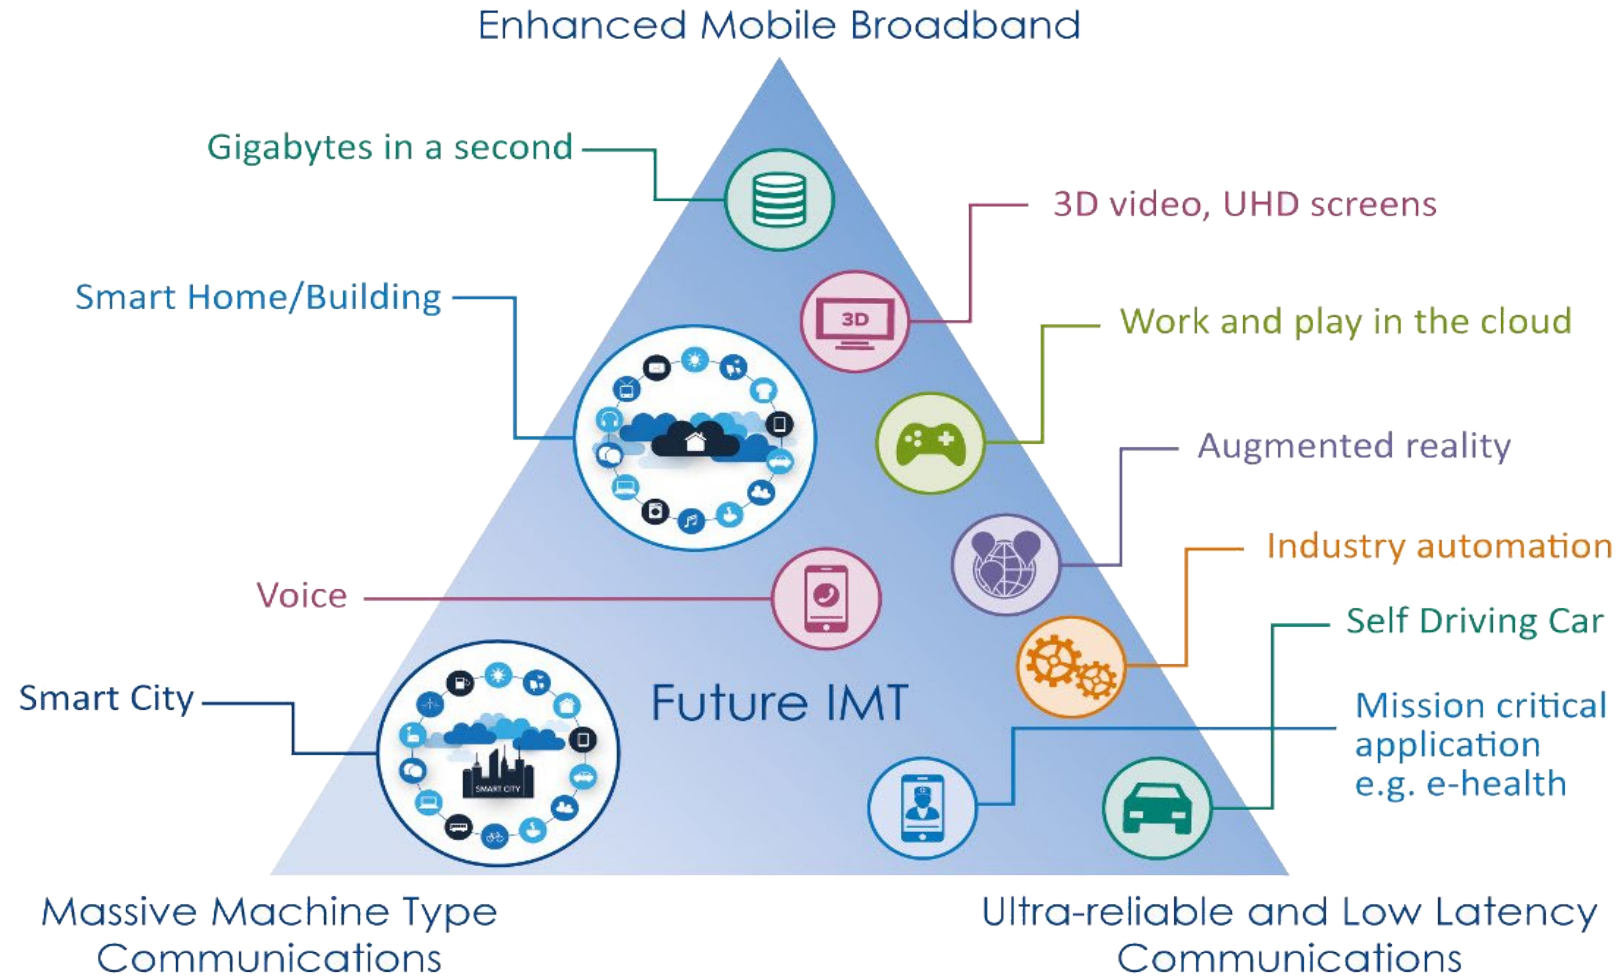 Enhanced Mobile Broadband
Gigabytes in a second
3D video, UHD screens
Smart Home/Building
3D
Work and play in the cloud
Augmented reality
Industry automation
Voice
Self Driving Car
Smart City
Future IMT
Mission critical
application
e.g. e-health
SMART CITY
Massive Machine Type
Communications
Ultra-reliable and Low Latency
Communications